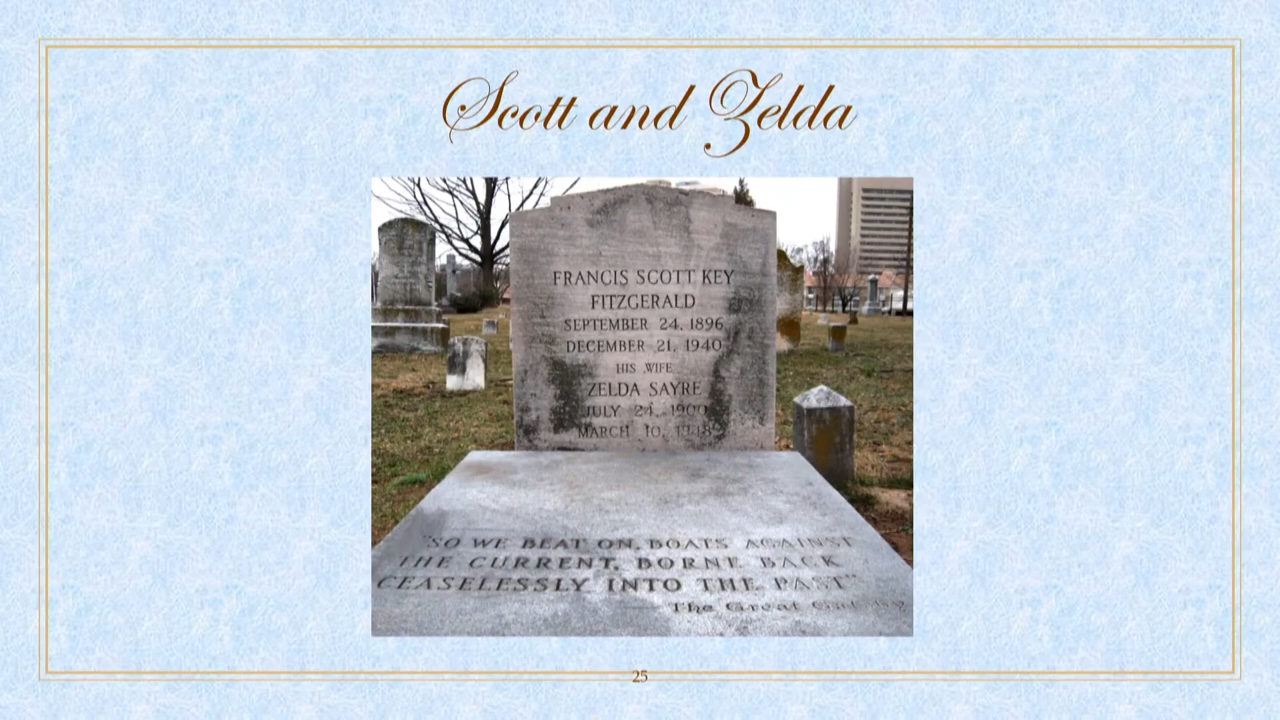 Scott and Zelda
FRANCIS SCOTT KEY
FITZGERALD
SEPTEMBER 24, 1896
DECEMBER 21, 1940
HIS WIFE
ZELDA SAYRE
JULY 24, 1900
MARCH 10, 1948
"SO WE BEAT ON, BOATS AGAINST
THE CURRENT, BORNE BACK
CEASELESSLY INTO THE PAST"
The Great Gatsby
25